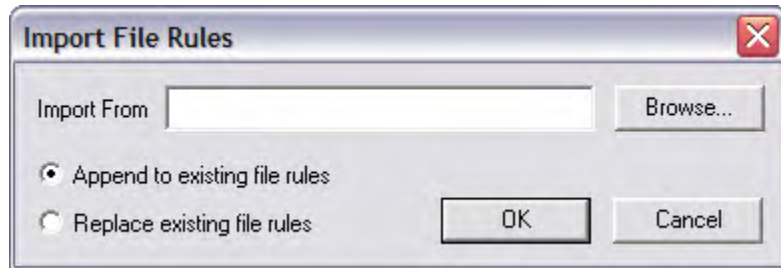 Import File Rules
Import From
Browse...
Append to existing file rules
Replace existing file rules
OK
Cancel